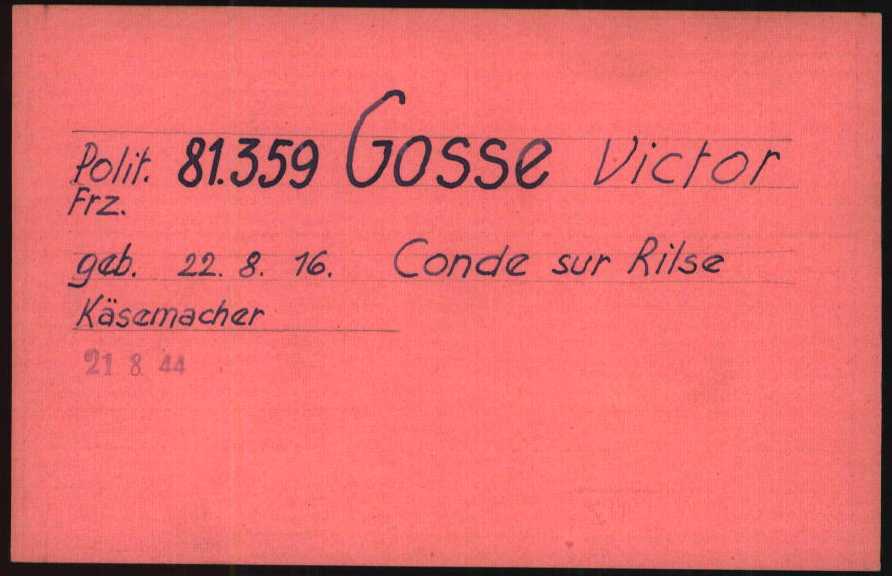 Polit. 81.359 Gosse Victor
Frz.
geb. 22. 8. 16. Conde sur Rilse
Käsemacher
21 8 44